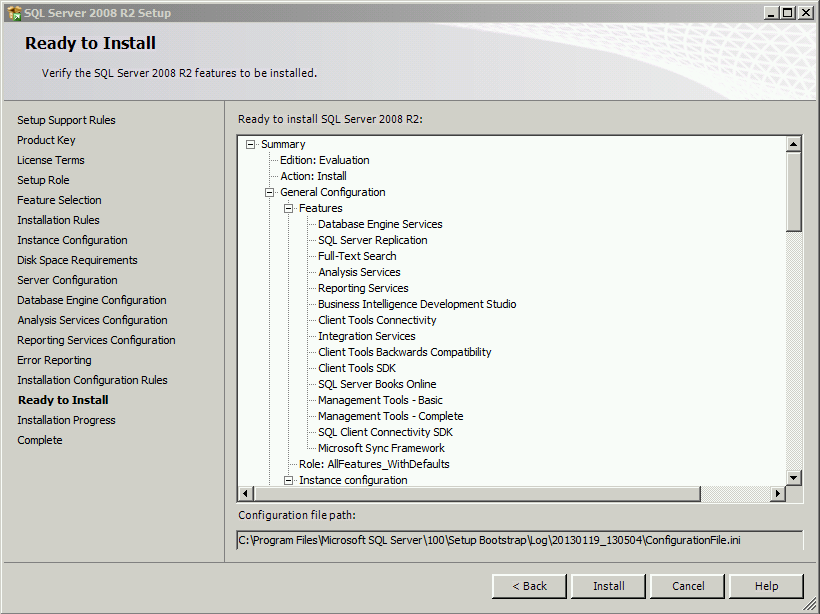 SQL Server 2008 R2 Setup
Ready to Install
Verify the SQL Server 2008 R2 features to be installed.
Setup Support Rules
Product Key
License Terms
Setup Role
Feature Selection
Installation Rules
Instance Configuration
Disk Space Requirements
Server Configuration
Database Engine Configuration
Analysis Services Configuration
Reporting Services Configuration
Error Reporting
Installation Configuration Rules
Ready to Install
Installation Progress
Complete
Ready to install SQL Server 2008 R2:
Summary
Edition: Evaluation
Action: Install
General Configuration
Features
Database Engine Services
SQL Server Replication
Full-Text Search
Analysis Services
Reporting Services
Business Intelligence Development Studio
Client Tools Connectivity
Integration Services
Client Tools Backwards Compatibility
Client Tools SDK
SQL Server Books Online
Management Tools - Basic
Management Tools - Complete
SQL Client Connectivity SDK
Microsoft Sync Framework
Role: AllFeatures_WithDefaults
Instance configuration
Configuration file path:
C:\Program Files\Microsoft SQL Server\100\Setup Bootstrap\Log\20130119_130504\ConfigurationFile.ini
< Back Install Cancel Help